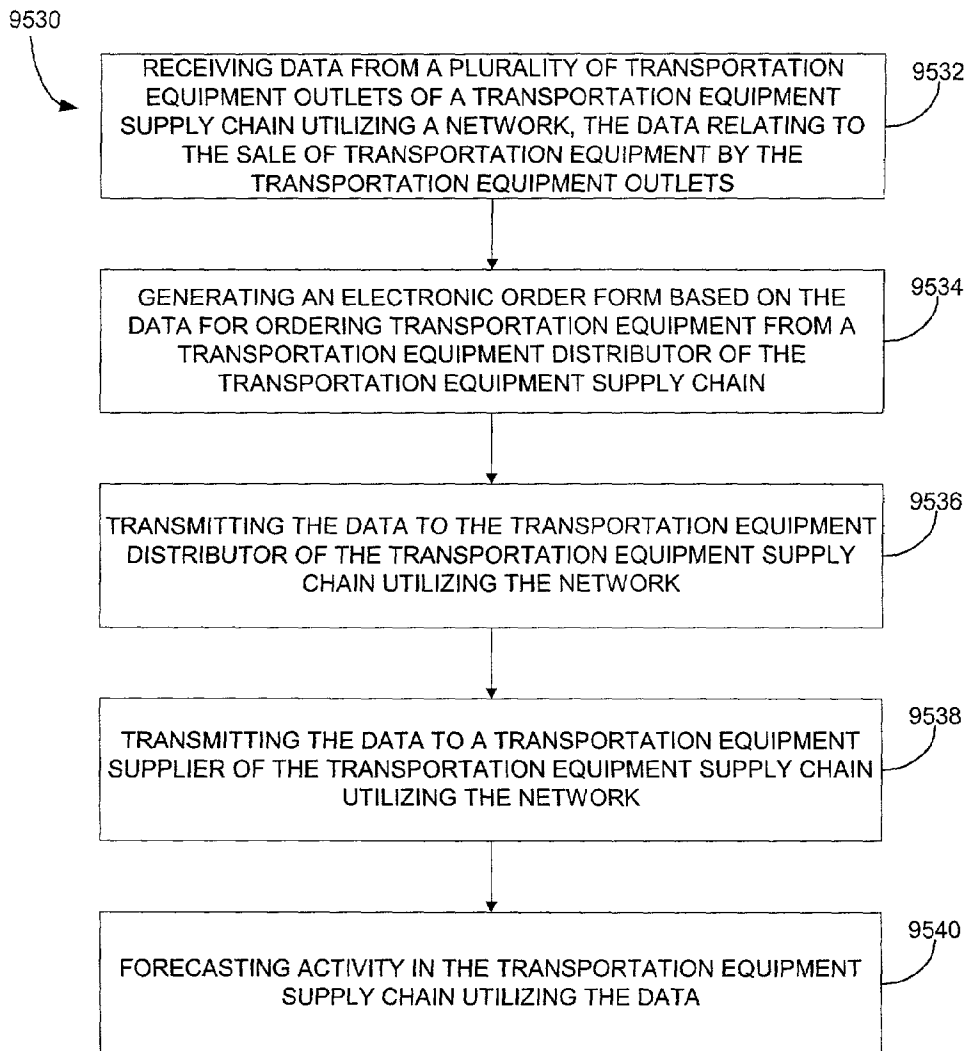 9530
RECEIVING DATA FROM A PLURALITY OF TRANSPORTATION
EQUIPMENT OUTLETS OF A TRANSPORTATION EQUIPMENT
SUPPLY CHAIN UTILIZING A NETWORK, THE DATA RELATING TO
THE SALE OF TRANSPORTATION EQUIPMENT BY THE
TRANSPORTATION EQUIPMENT OUTLETS
9532
GENERATING AN ELECTRONIC ORDER FORM BASED ON THE
DATA FOR ORDERING TRANSPORTATION EQUIPMENT FROM A
TRANSPORTATION EQUIPMENT DISTRIBUTOR OF THE
TRANSPORTATION EQUIPMENT SUPPLY CHAIN
9534
TRANSMITTING THE DATA TO THE TRANSPORTATION EQUIPMENT
DISTRIBUTOR OF THE TRANSPORTATION EQUIPMENT SUPPLY
CHAIN UTILIZING THE NETWORK
9536
TRANSMITTING THE DATA TO A TRANSPORTATION EQUIPMENT
SUPPLIER OF THE TRANSPORTATION EQUIPMENT SUPPLY CHAIN
UTILIZING THE NETWORK
9538
FORECASTING ACTIVITY IN THE TRANSPORTATION EQUIPMENT
SUPPLY CHAIN UTILIZING THE DATA
9540